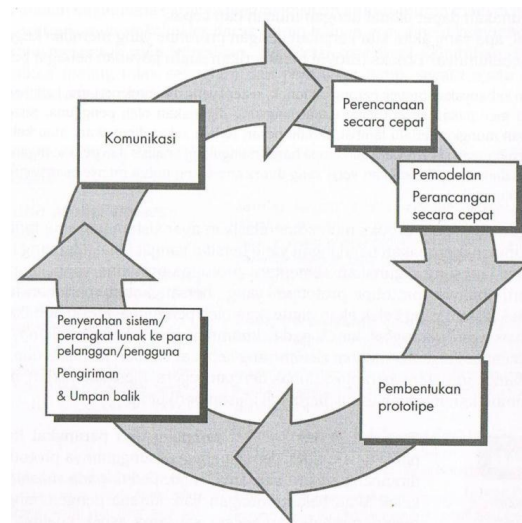 Komunikasi
Perencanaan
secara cepat
Pemodelan
Perancangan
secara cepat
Pembentukan
prototipe
Penyerahan sistem/
perangkat lunak ke para
pelanggan/pengguna
Pengiriman
& Umpan balik